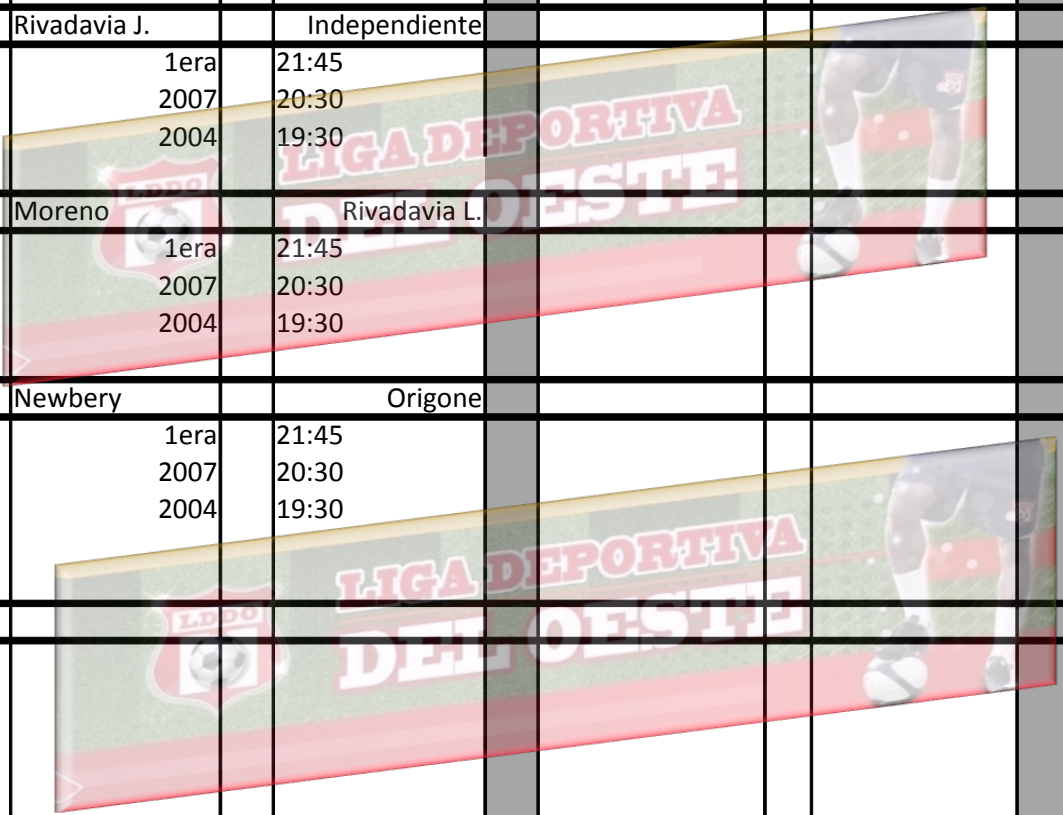 Rivadavia J. Independiente
1era 21:45
2007 20:30
2004 19:30
LIGA DEPORTIVA
DEL OESTE
LDDO
Moreno Rivadavia L.
1era 21:45
2007 20:30
2004 19:30
Newbery Origone
1era 21:45
2007 20:30
2004 19:30
LIGA DEPORTIVA
DEL OESTE
L.D.D.O